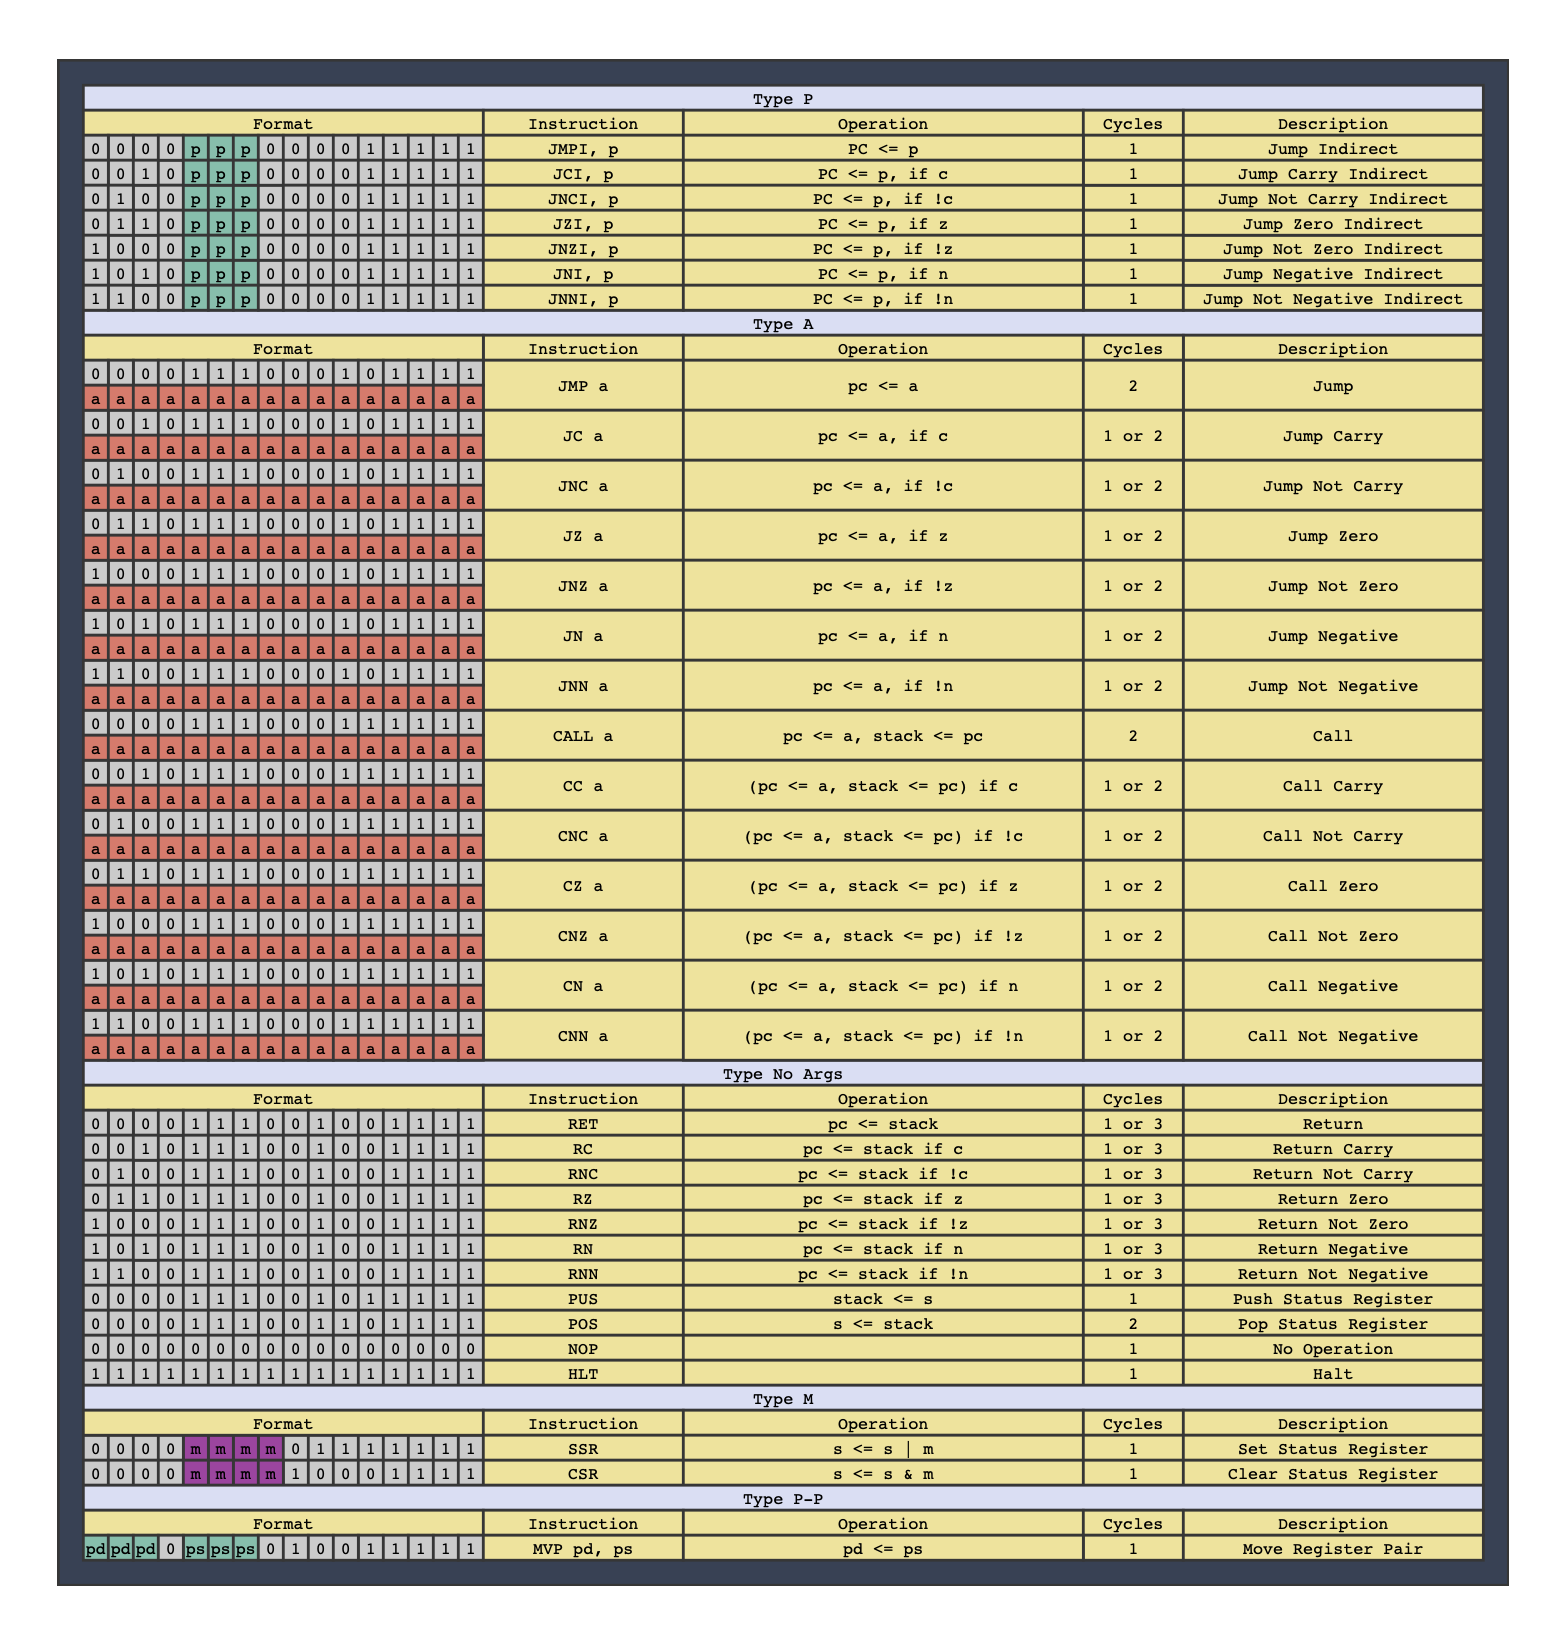 Type P
Format Instruction Operation Cycles Description
0 0 0 0 p p p 0 0 0 0 1 1 1 1 1 JMPI, p PC <= p 1 Jump Indirect
0 0 1 0 p p p 0 0 0 0 1 1 1 1 1 JCI, p PC <= p, if c 1 Jump Carry Indirect
0 1 0 0 p p p 0 0 0 0 1 1 1 1 1 JNCI, p PC <= p, if !c 1 Jump Not Carry Indirect
0 1 1 0 p p p 0 0 0 0 1 1 1 1 1 JZI, p PC <= p, if z 1 Jump Zero Indirect
1 0 0 0 p p p 0 0 0 0 1 1 1 1 1 JNZI, p PC <= p, if !z 1 Jump Not Zero Indirect
1 0 1 0 p p p 0 0 0 0 1 1 1 1 1 JNI, p PC <= p, if n 1 Jump Negative Indirect
1 1 0 0 p p p 0 0 0 0 1 1 1 1 1 JNNI, p PC <= p, if !n 1 Jump Not Negative Indirect
Type A
Format Instruction Operation Cycles Description
0 0 0 0 1 1 1 0 0 0 1 0 1 1 1 1
JMP a pc <= a 2 Jump
a a a a a a a a a a a a a a a a
0 0 1 0 1 1 1 0 0 0 1 0 1 1 1 1
JC a pc <= a, if c 1 or 2 Jump Carry
a a a a a a a a a a a a a a a a
0 1 0 0 1 1 1 0 0 0 1 0 1 1 1 1
JNC a pc <= a, if !c 1 or 2 Jump Not Carry
a a a a a a a a a a a a a a a a
0 1 1 0 1 1 1 0 0 0 1 0 1 1 1 1
JZ a pc <= a, if z 1 or 2 Jump Zero
a a a a a a a a a a a a a a a a
1 0 0 0 1 1 1 0 0 0 1 0 1 1 1 1
JNZ a pc <= a, if !z 1 or 2 Jump Not Zero
a a a a a a a a a a a a a a a a
1 0 1 0 1 1 1 0 0 0 1 0 1 1 1 1
JN a pc <= a, if n 1 or 2 Jump Negative
a a a a a a a a a a a a a a a a
1 1 0 0 1 1 1 0 0 0 1 0 1 1 1 1
JNN a pc <= a, if !n 1 or 2 Jump Not Negative
a a a a a a a a a a a a a a a a
0 0 0 0 1 1 1 0 0 0 1 1 1 1 1 1
CALL a pc <= a, stack <= pc 2 Call
a a a a a a a a a a a a a a a a
0 0 1 0 1 1 1 0 0 0 1 1 1 1 1 1
CC a (pc <= a, stack <= pc) if c 1 or 2 Call Carry
a a a a a a a a a a a a a a a a
0 1 0 0 1 1 1 0 0 0 1 1 1 1 1 1
CNC a (pc <= a, stack <= pc) if !c 1 or 2 Call Not Carry
a a a a a a a a a a a a a a a a
0 1 1 0 1 1 1 0 0 0 1 1 1 1 1 1
CZ a (pc <= a, stack <= pc) if z 1 or 2 Call Zero
a a a a a a a a a a a a a a a a
1 0 0 0 1 1 1 0 0 0 1 1 1 1 1 1
CNZ a (pc <= a, stack <= pc) if !z 1 or 2 Call Not Zero
a a a a a a a a a a a a a a a a
1 0 1 0 1 1 1 0 0 0 1 1 1 1 1 1
CN a (pc <= a, stack <= pc) if n 1 or 2 Call Negative
a a a a a a a a a a a a a a a a
1 1 0 0 1 1 1 0 0 0 1 1 1 1 1 1
CNN a (pc <= a, stack <= pc) if !n 1 or 2 Call Not Negative
a a a a a a a a a a a a a a a a
Type No Args
Format Instruction Operation Cycles Description
0 0 0 0 1 1 1 0 0 1 0 0 1 1 1 1 RET pc <= stack 1 or 3 Return
0 0 1 0 1 1 1 0 0 1 0 0 1 1 1 1 RC pc <= stack if c 1 or 3 Return Carry
0 1 0 0 1 1 1 0 0 1 0 0 1 1 1 1 RNC pc <= stack if !c 1 or 3 Return Not Carry
0 1 1 0 1 1 1 0 0 1 0 0 1 1 1 1 RZ pc <= stack if z 1 or 3 Return Zero
1 0 0 0 1 1 1 0 0 1 0 0 1 1 1 1 RNZ pc <= stack if !z 1 or 3 Return Not Zero
1 0 1 0 1 1 1 0 0 1 0 0 1 1 1 1 RN pc <= stack if n 1 or 3 Return Negative
1 1 0 0 1 1 1 0 0 1 0 0 1 1 1 1 RNN pc <= stack if !n 1 or 3 Return Not Negative
0 0 0 0 1 1 1 0 0 1 0 1 1 1 1 1 PUS stack <= s 1 Push Status Register
0 0 0 0 1 1 1 0 0 1 1 0 1 1 1 1 POS s <= stack 2 Pop Status Register
0 0 0 0 0 0 0 0 0 0 0 0 0 0 0 0 NOP 1 No Operation
1 1 1 1 1 1 1 1 1 1 1 1 1 1 1 1 HLT 1 Halt
Type M
Format Instruction Operation Cycles Description
0 0 0 0 m m m m 0 1 1 1 1 1 1 1 SSR s <= s | m 1 Set Status Register
0 0 0 0 m m m m 1 0 0 0 1 1 1 1 CSR s <= s & m 1 Clear Status Register
Type P-P
Format Instruction Operation Cycles Description
pd pd pd 0 ps ps ps 0 1 0 0 1 1 1 1 1 MVP pd, ps pd <= ps 1 Move Register Pair